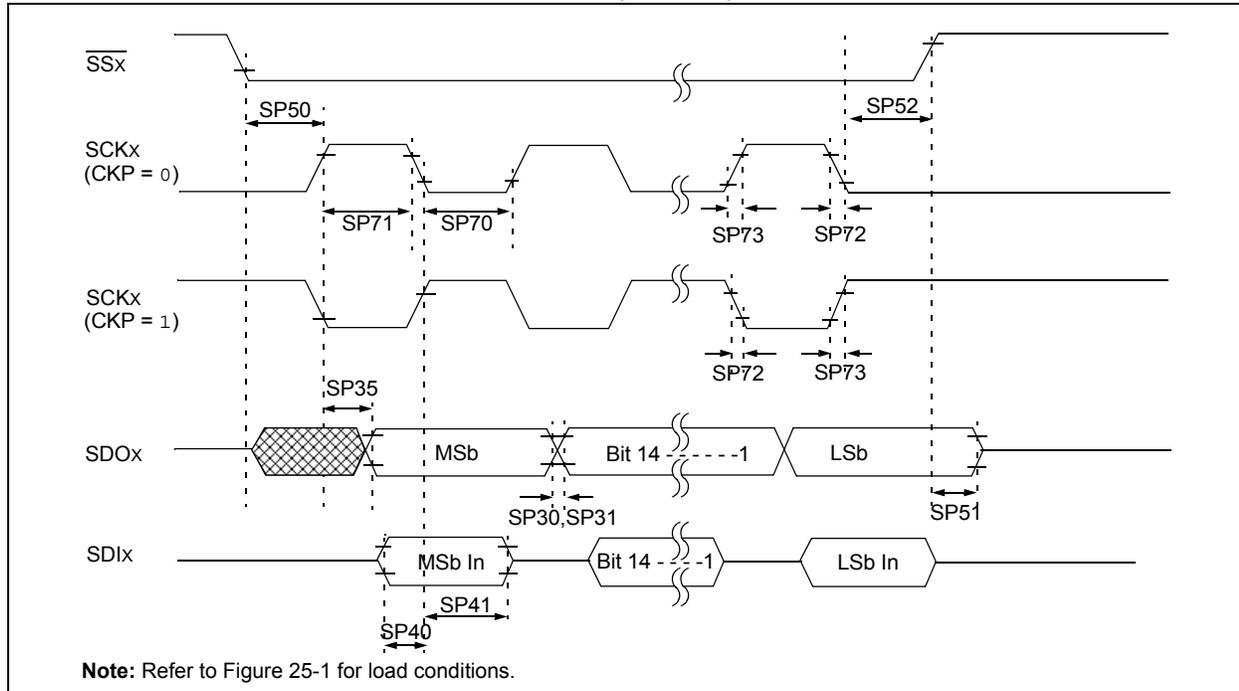 SSx
SP50
SP52
SCKx
(CKP = 0)
SP71
SP70
SP73
SP72
SCKx
(CKP = 1)
SP72
SP73
SP35
SDOx
MSb
Bit 14 - - - - - -1
LSb
SP30,SP31
SP51
SDIx
MSb In
Bit 14 - - - -1
LSb In
SP41
SP40
Note: Refer to Figure 25-1 for load conditions.